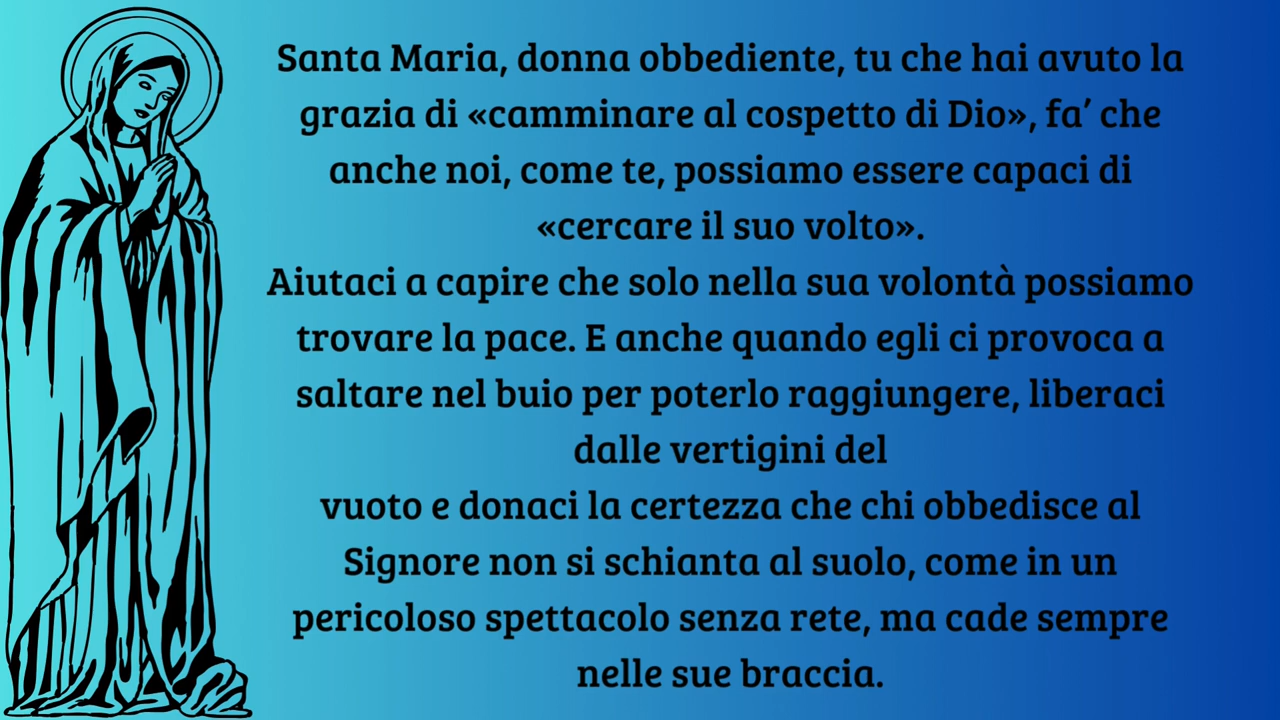 Santa Maria, donna obbediente, tu che hai avuto la
grazia di «camminare al cospetto di Dio», fa’ che
anche noi, come te, possiamo essere capaci di
«cercare il suo volto».
Aiutaci a capire che solo nella sua volontà possiamo
trovare la pace. E anche quando egli ci provoca a
saltare nel buio per poterlo raggiungere, liberaci
dalle vertigini del
vuoto e donaci la certezza che chi obbedisce al
Signore non si schianta al suolo, come in un
pericoloso spettacolo senza rete, ma cade sempre
nelle sue braccia.